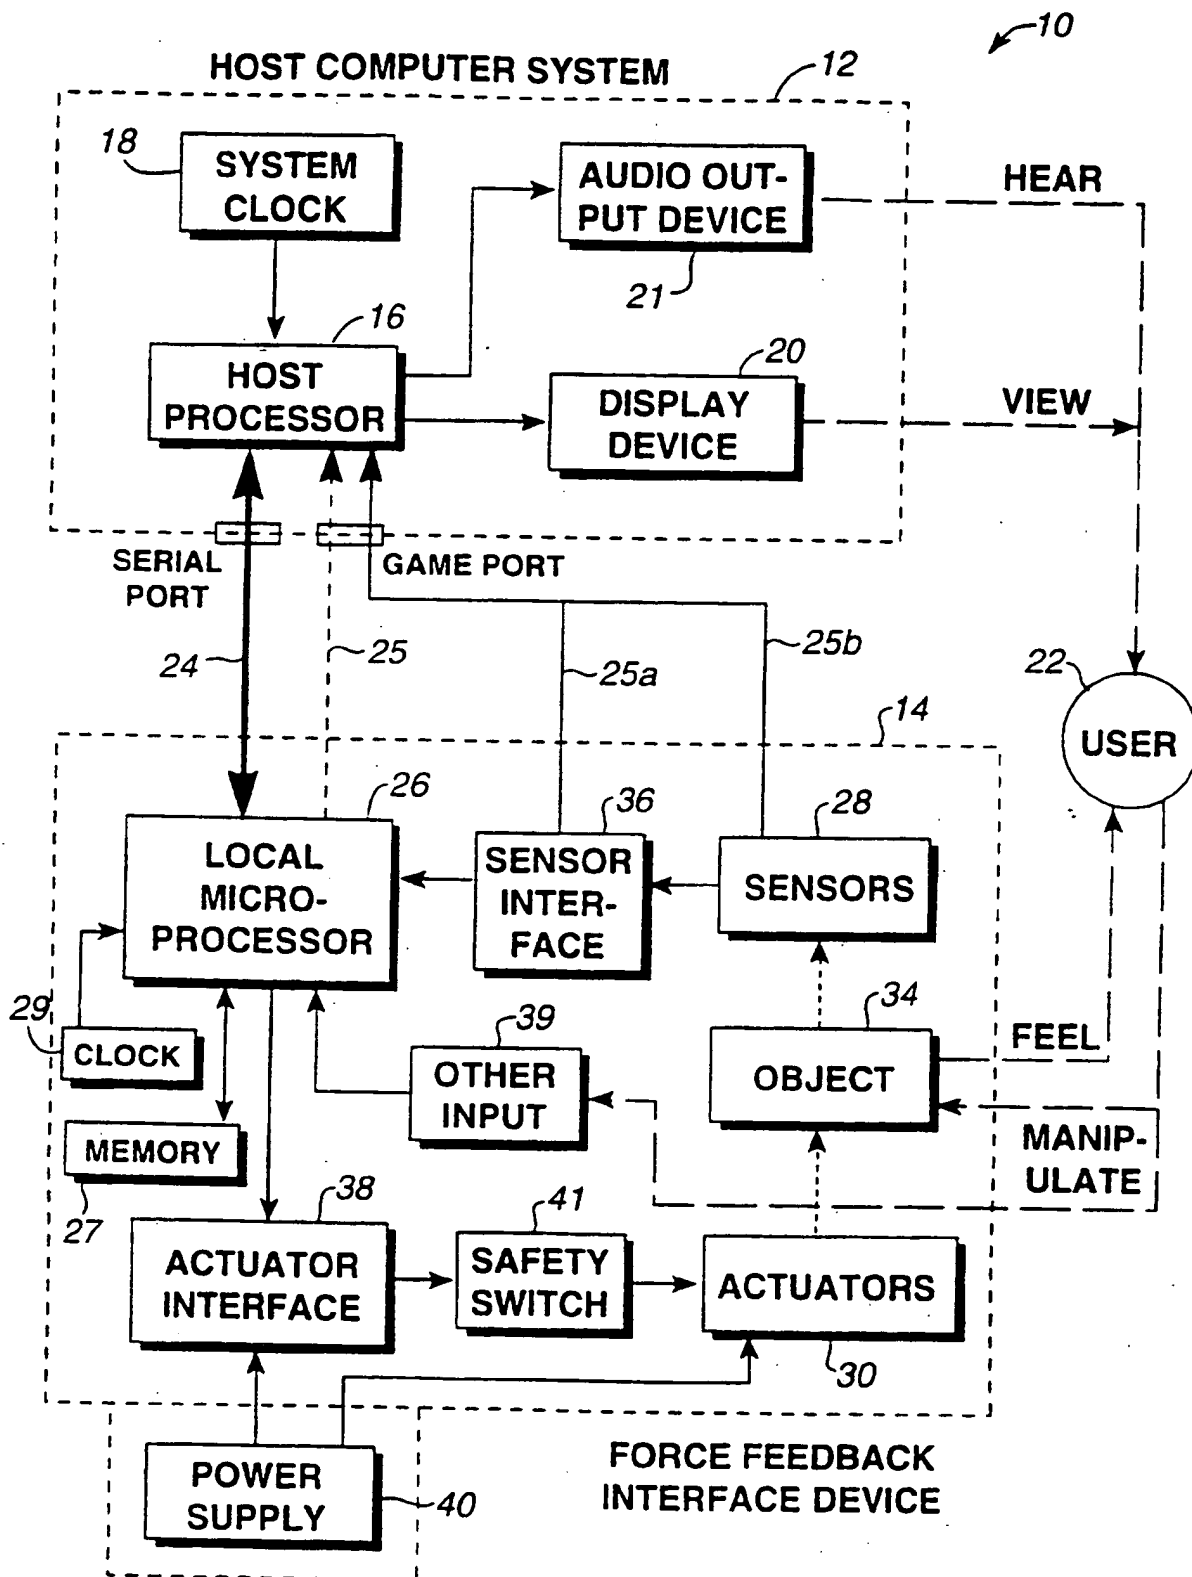 10
HOST COMPUTER SYSTEM
12
18
SYSTEM
CLOCK
AUDIO OUT-
PUT DEVICE
21
HEAR
16
HOST
PROCESSOR
20
DISPLAY
DEVICE
VIEW
SERIAL
PORT
GAME PORT
24
25
25a
25b
22
USER
14
26
LOCAL
MICRO-
PROCESSOR
36
SENSOR
INTER-
FACE
28
SENSORS
29
CLOCK
39
OTHER
INPUT
34
OBJECT
FEEL
MANIP-
ULATE
MEMORY
27
38
ACTUATOR
INTERFACE
41
SAFETY
SWITCH
ACTUATORS
30
POWER
SUPPLY
40
FORCE FEEDBACK
INTERFACE DEVICE